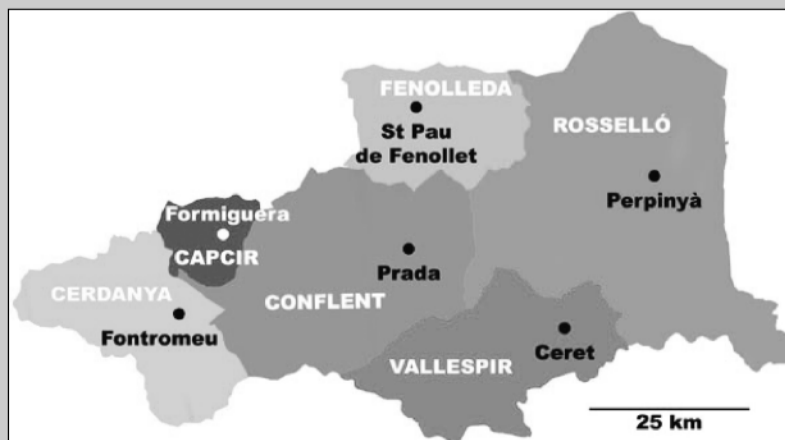 FENOLLEDA
St Pau
de Fenollet
ROSSELLÓ
Perpinyà
Formiguera
CAPCIR
Prada
CERDANYA
CONFLENT
Fontromeu
Ceret
VALLESPIR
25 km